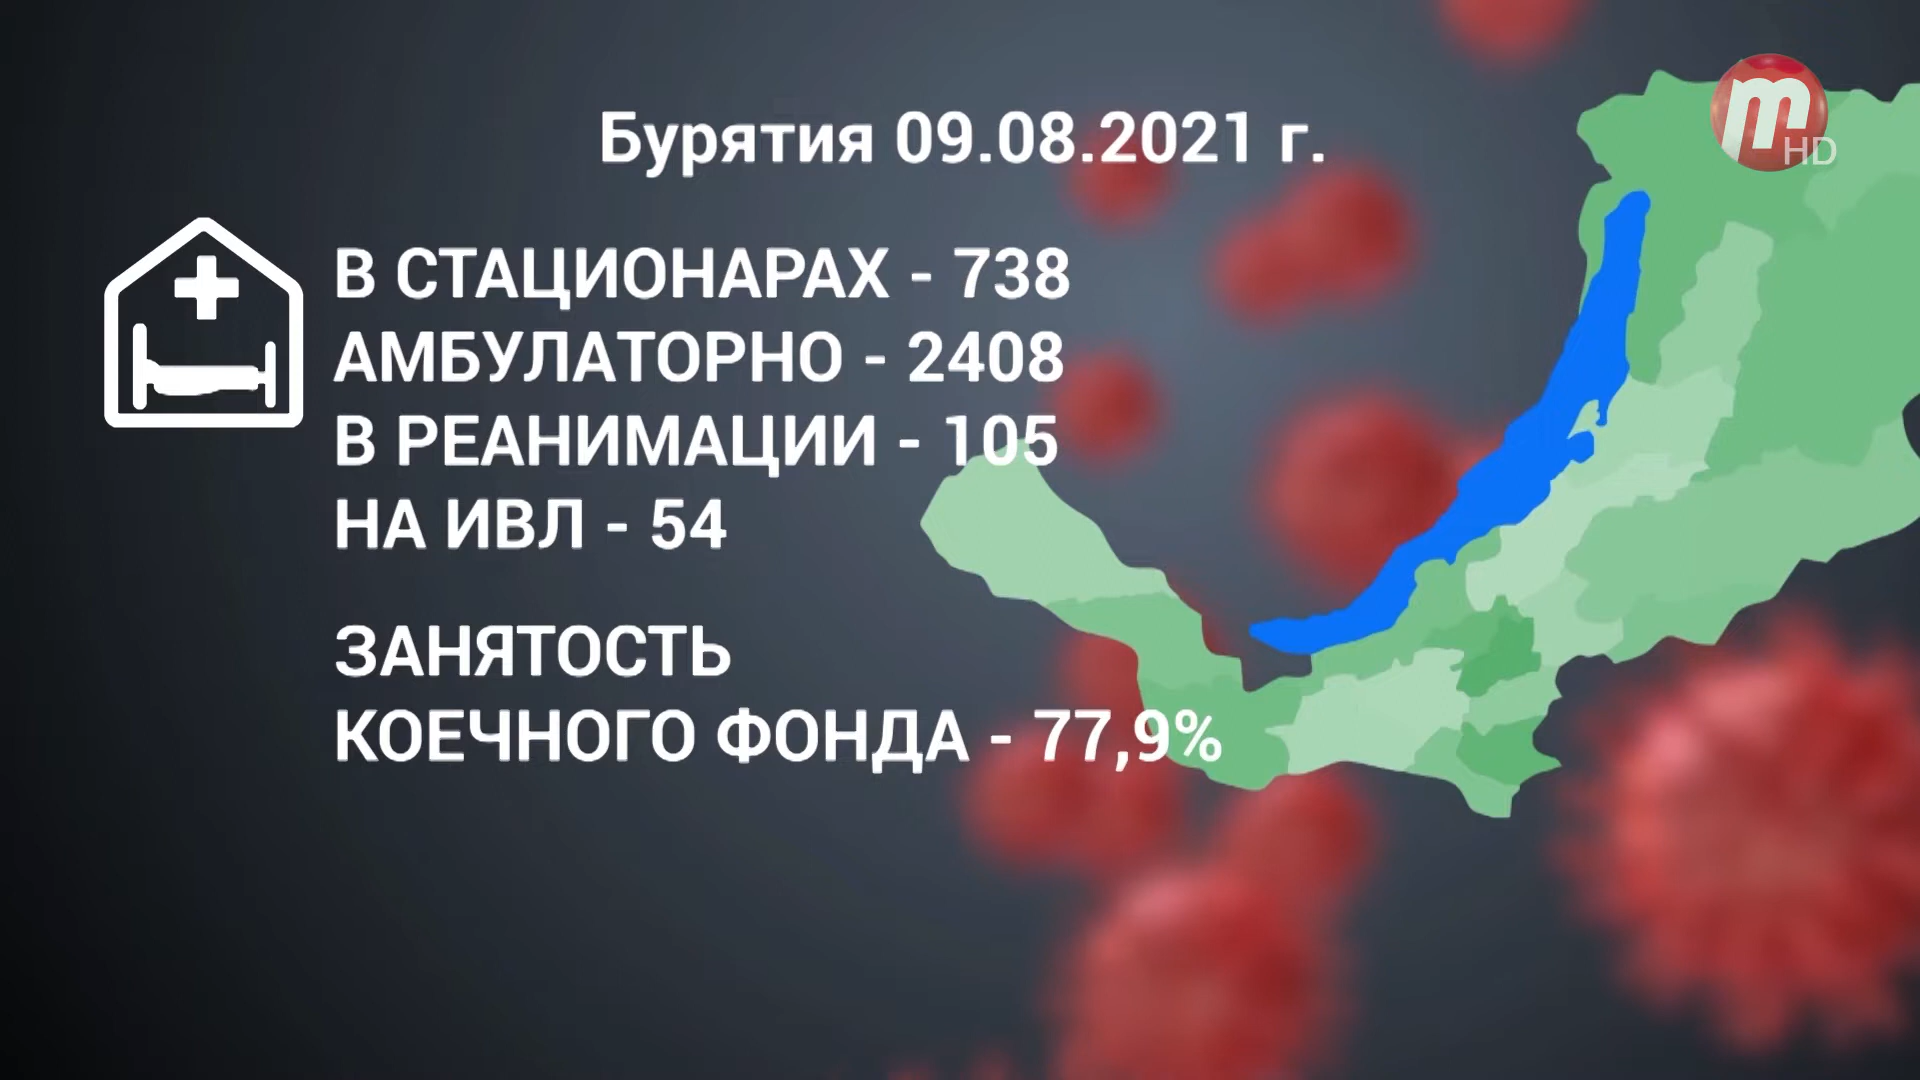 Бурятия 09.08.2021 г.
m HD
В СТАЦИОНАРАХ - 738
АМБУЛАТОРНО - 2408
В РЕАНИМАЦИИ - 105
НА ИВЛ - 54
ЗАНЯТОСТЬ
КОЕЧНОГО ФОНДА - 77,9%